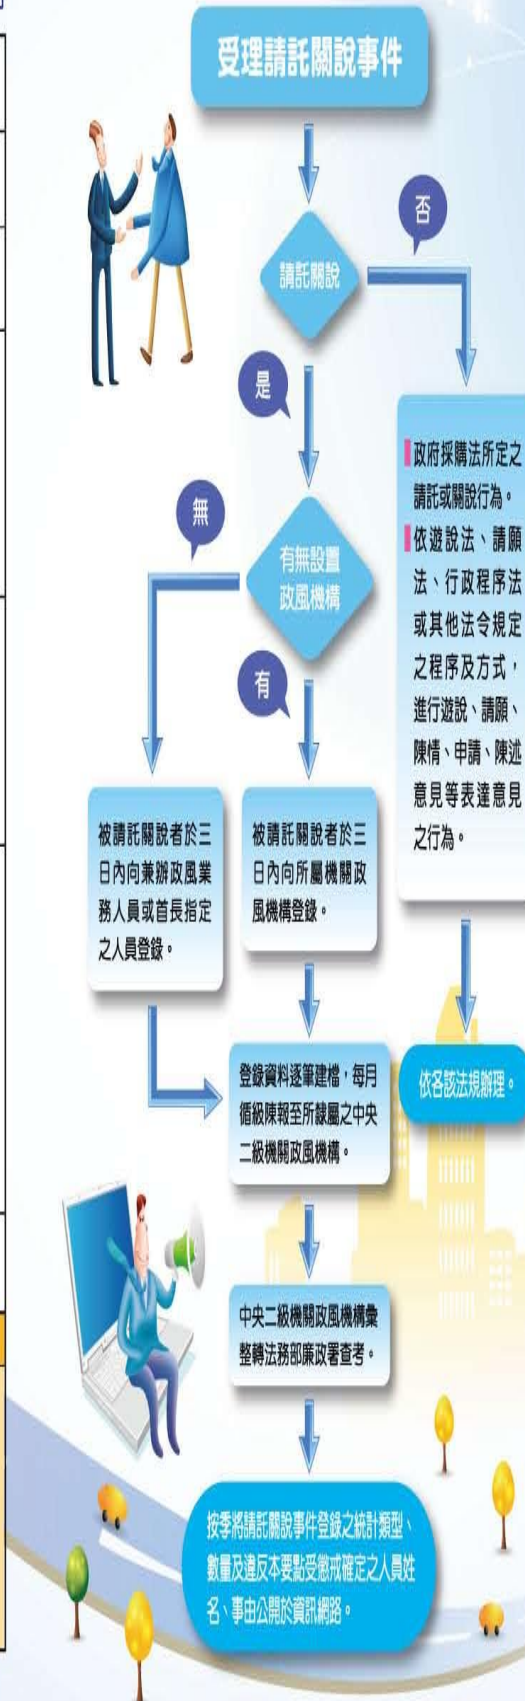 受理請託關說事件
請託關說
否
是
政府採購法所定之
請託或關說行為。
依遊說法、請願
法、行政程序法
或其他法令規定
之程序及方式，
進行遊說、請願、
陳情、申請、陳述
意見等表達意見
之行為。
無
有無設置
政風機構
有
被請託關說者於三
日內向兼辦政風業
務人員或首長指定
之人員登錄。
被請託關說者於三
日內向所屬機關政
風機構登錄。
登錄資料逐筆建檔，每月
循級陳報至所隸屬之中央
二級機關政風機構。
依各該法規辦理。
中央二級機關政風機構彙
整轉法務部廉政署查考。
按季將請託關說事件登錄之統計類型、
數量及違反本要點受懲戒確定之人員姓
名、事由公開於資訊網路。